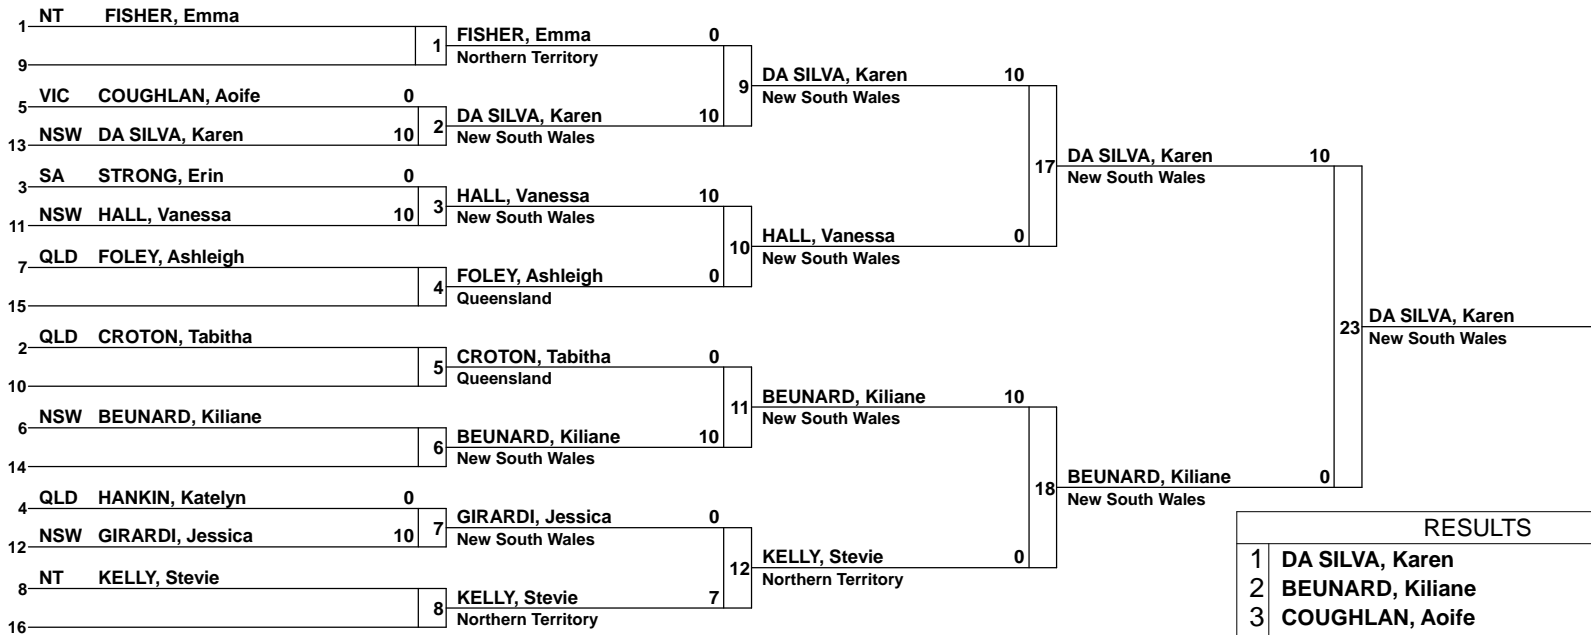 1 NT FISHER, Emma
9
1 FISHER, Emma 0
Northern Territory
5 VIC COUGHLAN, Aoife 0
13 NSW DA SILVA, Karen 10
2 DA SILVA, Karen 10
New South Wales
9 DA SILVA, Karen 10
New South Wales
3 SA STRONG, Erin 0
11 NSW HALL, Vanessa 10
3 HALL, Vanessa 10
New South Wales
7 QLD FOLEY, Ashleigh
15
4 FOLEY, Ashleigh 0
Queensland
10 HALL, Vanessa 0
New South Wales
17 DA SILVA, Karen 10
New South Wales
2 QLD CROTON, Tabitha
10
5 CROTON, Tabitha 0
Queensland
6 NSW BEUNARD, Kiliane
14
6 BEUNARD, Kiliane 10
New South Wales
11 BEUNARD, Kiliane 10
New South Wales
4 QLD HANKIN, Katelyn 0
12 NSW GIRARDI, Jessica 10
7 GIRARDI, Jessica 0
New South Wales
8 NT KELLY, Stevie
16
8 KELLY, Stevie 7
Northern Territory
12 KELLY, Stevie 0
Northern Territory
18 BEUNARD, Kiliane 0
New South Wales
23 DA SILVA, Karen
New South Wales
RESULTS
1 DA SILVA, Karen
2 BEUNARD, Kiliane
3 COUGHLAN, Aoife